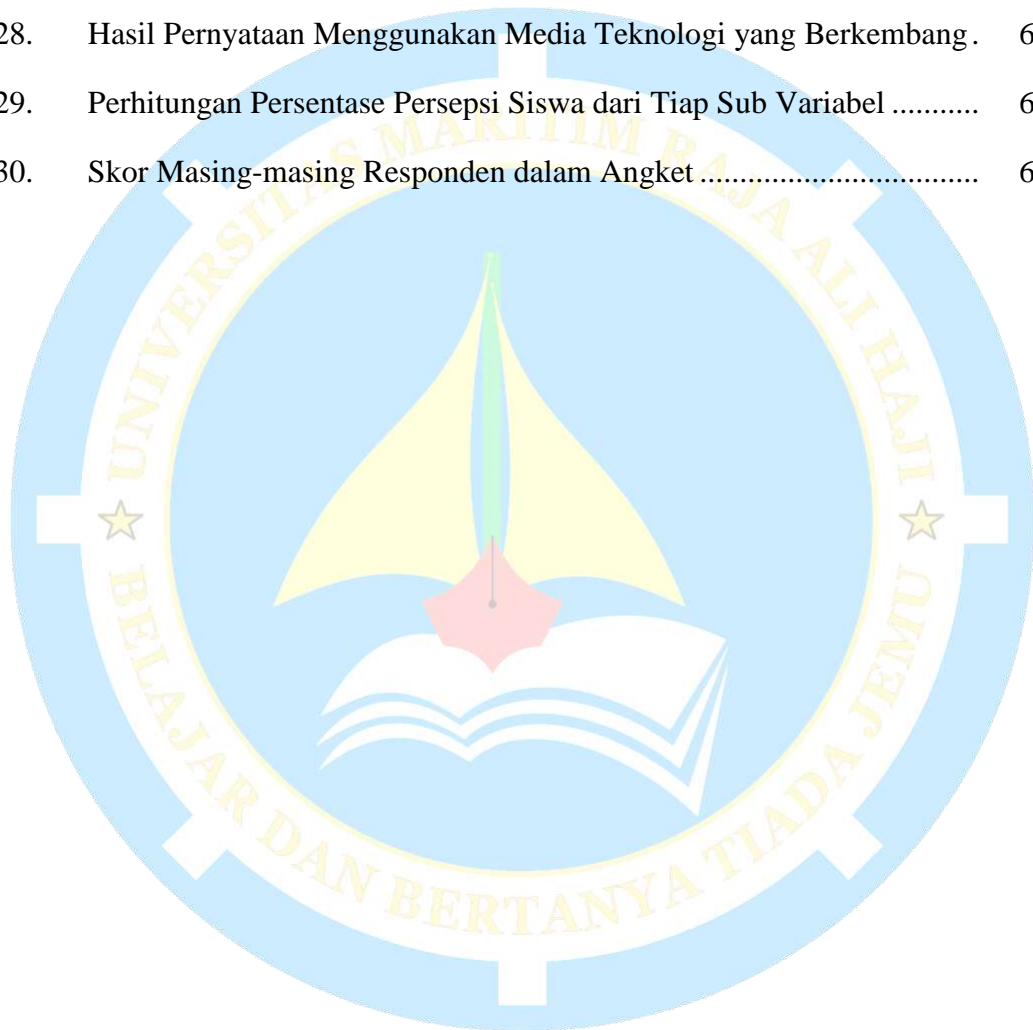 28. Hasil Pernyataan Menggunakan Media Teknologi yang Berkembang. 6
29. Perhitungan Persentase Persepsi Siswa dari Tiap Sub Variabel ........... 6
30. Skor Masing-masing Responden dalam Angket ................................ 6
UNIVERSITAS MARITIM RAJA ALI HAJI
BELAJAR DAN BERTANYA TIADA JEMU